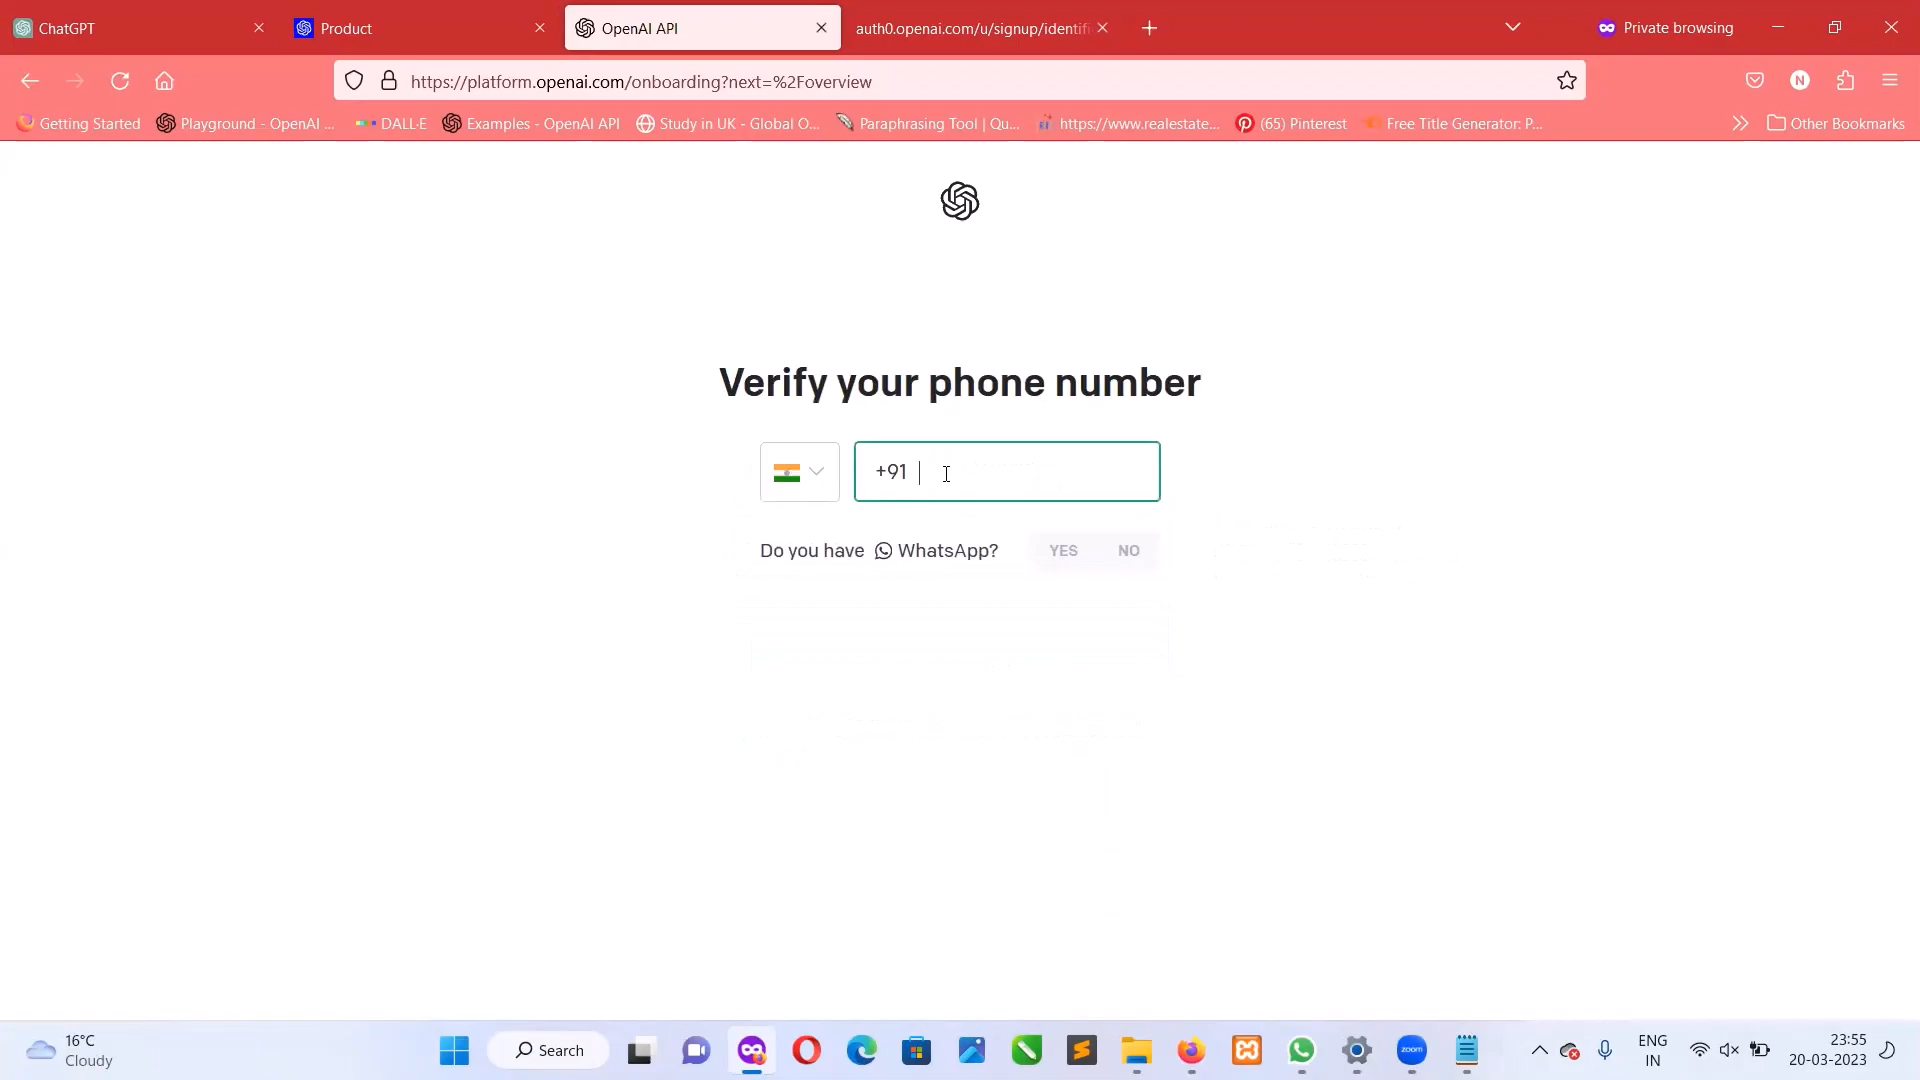 ChatGPT
Product
OpenAI API
auth0.openai.com/u/signup/identifi
Private browsing
https://platform.openai.com/onboarding?next=%2Foverview
N
Getting Started
Playground - OpenAI ...
DALL·E
Examples - OpenAI API
Study in UK - Global O...
Paraphrasing Tool | Qu...
https://www.realestate...
(65) Pinterest
Free Title Generator: P...
Other Bookmarks
Verify your phone number
+91
Do you have WhatsApp?
YES
NO
16°C
Cloudy
Search
zoom
ENG
IN
23:55
20-03-2023